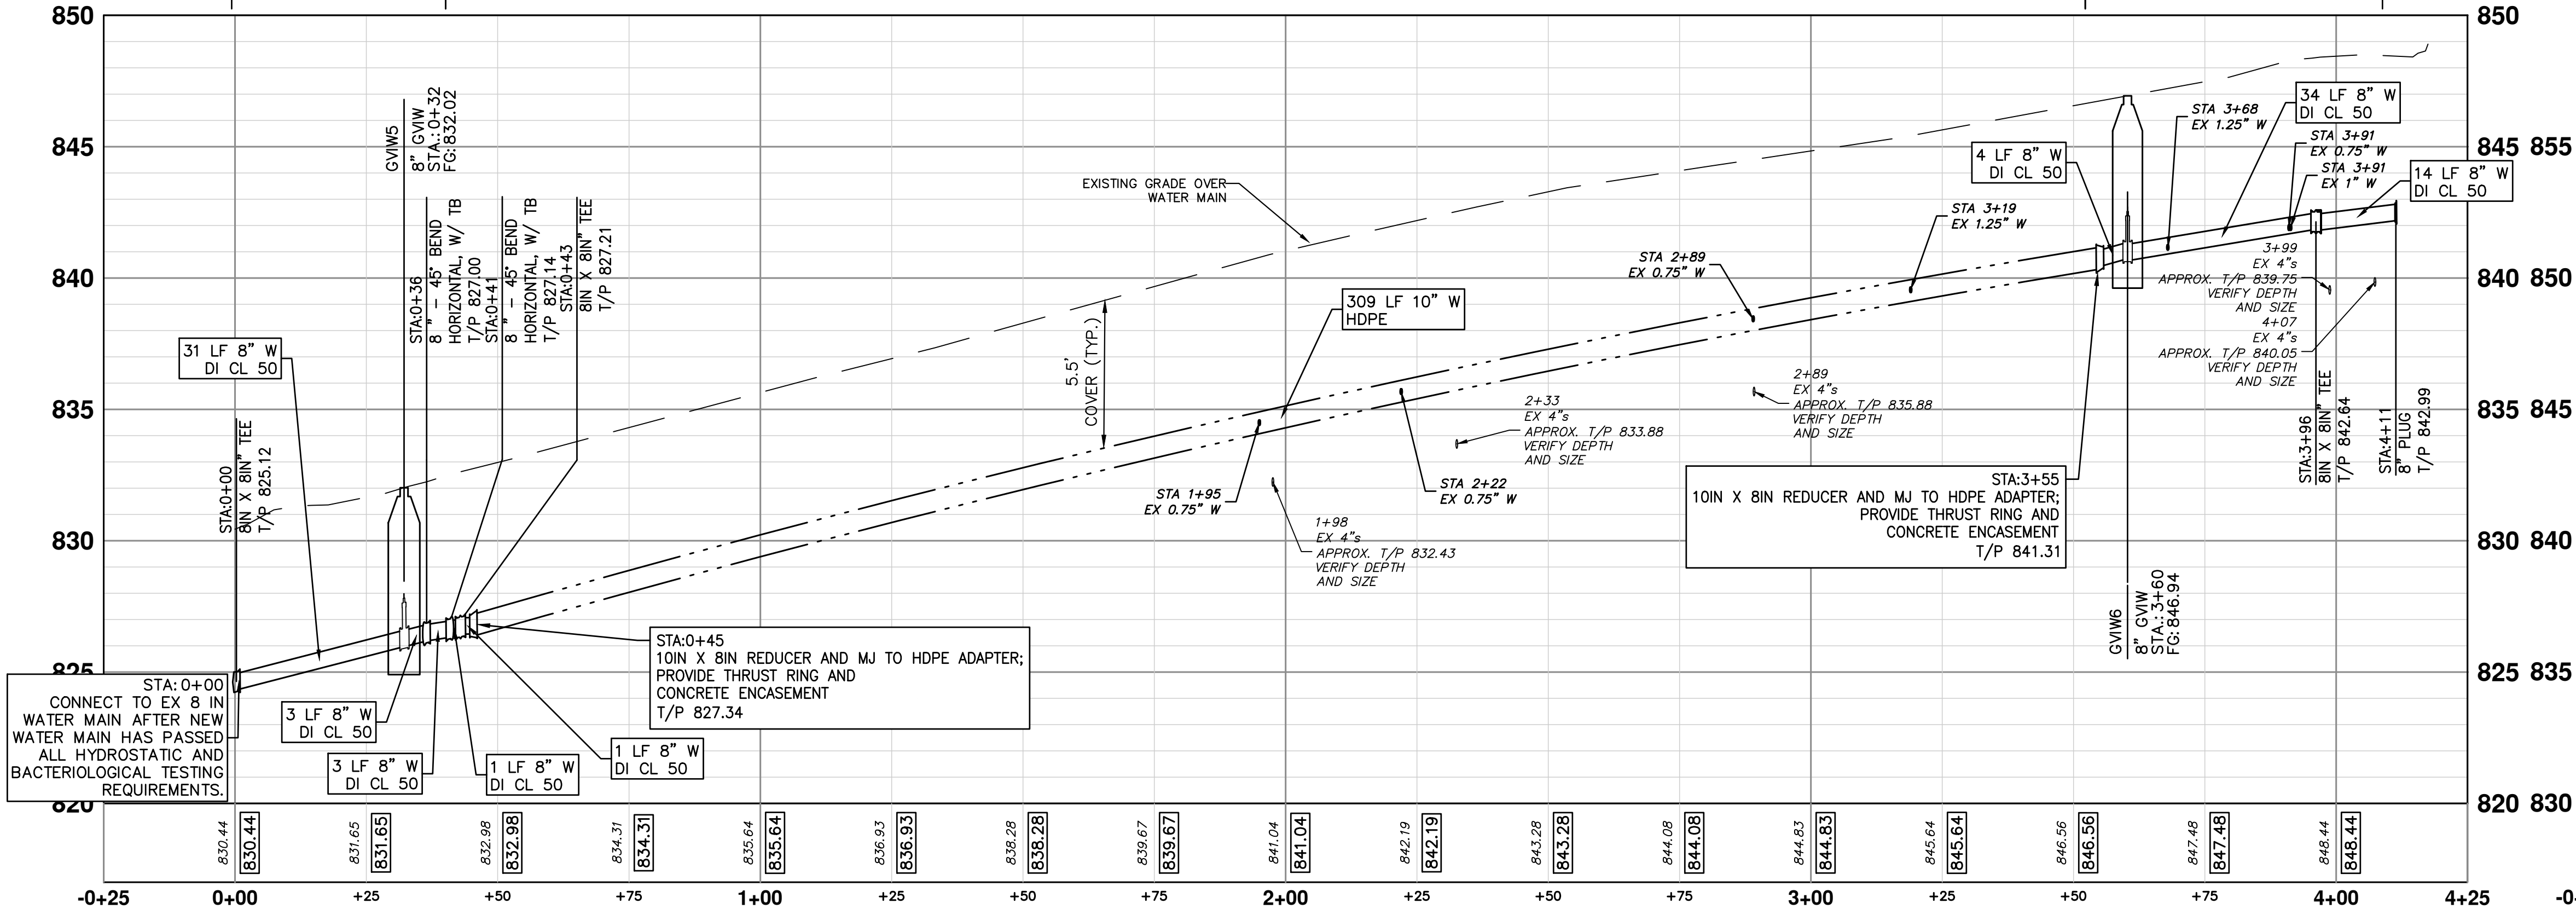 850
845
840
835
830
825
820
850
845
840
835
830
825
820
855
850
845
840
835
830
GVIW5
8" GVIW
STA.:0+32
FG:832.02
STA:0+36
8 " - 45° BEND
HORIZONTAL, W/ TB
T/P 827.00
STA:0+41
8 " - 45° BEND
HORIZONTAL, W/ TB
T/P 827.14
STA:0+43
8IN X 8IN" TEE
T/P 827.21
31 LF 8" W
DI CL 50
STA:0+00
8IN X 8IN" TEE
T/P 825.12
STA: 0+00
CONNECT TO EX 8 IN
WATER MAIN AFTER NEW
WATER MAIN HAS PASSED
ALL HYDROSTATIC AND
BACTERIOLOGICAL TESTING
REQUIREMENTS.
3 LF 8" W
DI CL 50
3 LF 8" W
DI CL 50
1 LF 8" W
DI CL 50
1 LF 8" W
DI CL 50
STA:0+45
10IN X 8IN REDUCER AND MJ TO HDPE ADAPTER;
PROVIDE THRUST RING AND
CONCRETE ENCASEMENT
T/P 827.34
EXISTING GRADE OVER
WATER MAIN
5.5'
COVER (TYP.)
309 LF 10" W
HDPE
STA 1+95
EX 0.75" W
1+98
EX 4"s
APPROX. T/P 832.43
VERIFY DEPTH
AND SIZE
STA 2+22
EX 0.75" W
2+33
EX 4"s
APPROX. T/P 833.88
VERIFY DEPTH
AND SIZE
STA 2+89
EX 0.75" W
2+89
EX 4"s
APPROX. T/P 835.88
VERIFY DEPTH
AND SIZE
STA 3+19
EX 1.25" W
4 LF 8" W
DI CL 50
STA:3+55
10IN X 8IN REDUCER AND MJ TO HDPE ADAPTER;
PROVIDE THRUST RING AND
CONCRETE ENCASEMENT
T/P 841.31
GVIW6
8" GVIW
STA.:3+60
FG:846.94
STA 3+68
EX 1.25" W
34 LF 8" W
DI CL 50
STA 3+91
EX 0.75" W
STA 3+91
EX 1" W
14 LF 8" W
DI CL 50
3+99
EX 4"s
APPROX. T/P 839.75
VERIFY DEPTH
AND SIZE
4+07
EX 4"s
APPROX. T/P 840.05
VERIFY DEPTH
AND SIZE
STA:3+96
8IN X 8IN" TEE
T/P 842.64
STA:4+11
8" PLUG
T/P 842.99
830.44 830.44 831.65 831.65 832.98 832.98 834.31 834.31 835.64 835.64 836.93 836.93 838.28 838.28 839.67 839.67 841.04 841.04 842.19 842.19 843.28 843.28 844.08 844.08 844.83 844.83 845.64 845.64 846.56 846.56 847.48 847.48 848.44 848.44
-0+25 0+00 +25 +50 +75 1+00 +25 +50 +75 2+00 +25 +50 +75 3+00 +25 +50 +75 4+00 4+25